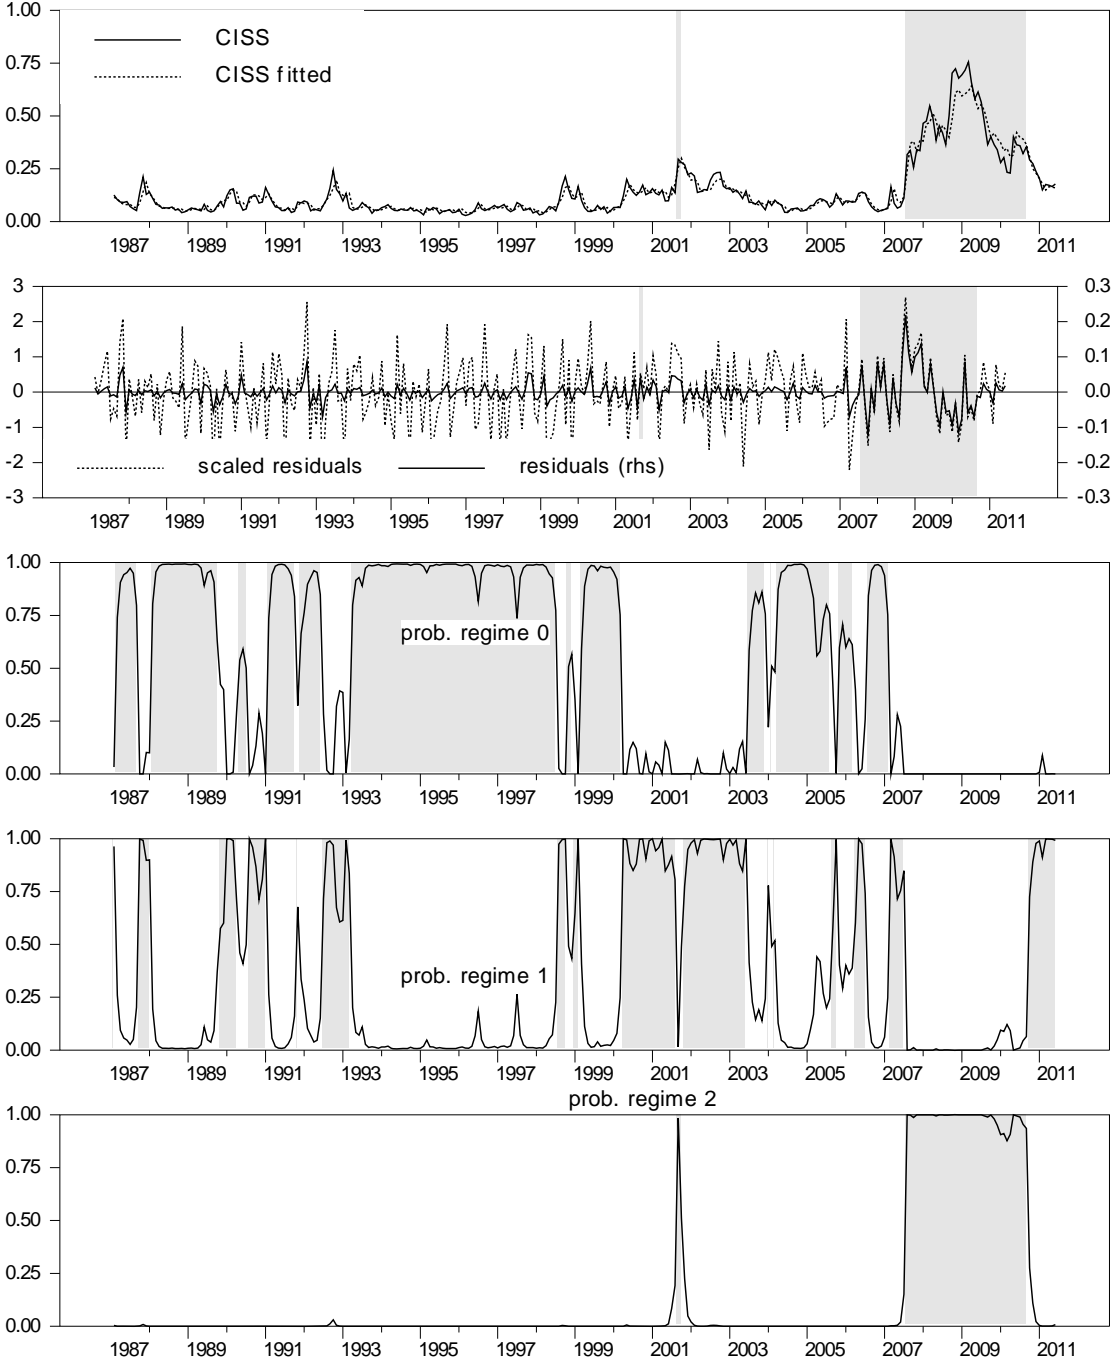 1.00
CISS
0.75
CISS fitted
0.50
0.25
0.00
1987 1989 1991 1993 1995 1997 1999 2001 2003 2005 2007 2009 2011
3 0.3
2 0.2
1 0.1
0 0.0
-1 -0.1
-2 scaled residuals residuals (rhs) -0.2
-3 -0.3
1987 1989 1991 1993 1995 1997 1999 2001 2003 2005 2007 2009 2011
1.00
0.75
prob. regime 0
0.50
0.25
0.00
1987 1989 1991 1993 1995 1997 1999 2001 2003 2005 2007 2009 2011
1.00
0.75
0.50
prob. regime 1
0.25
0.00
1987 1989 1991 1993 1995 1997 1999 2001 2003 2005 2007 2009 2011
prob. regime 2
1.00
0.75
0.50
0.25
0.00
1987 1989 1991 1993 1995 1997 1999 2001 2003 2005 2007 2009 2011